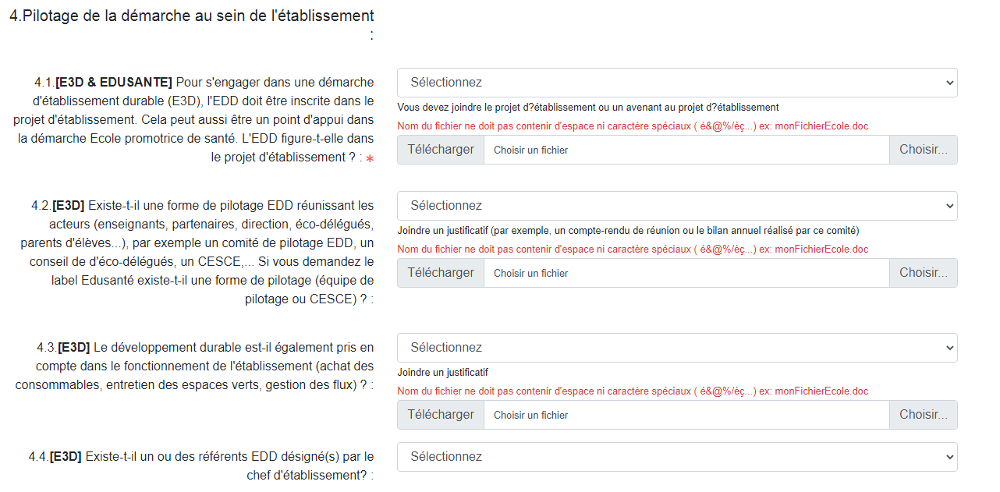 4.Pilotage de la démarche au sein de l'établissement
:
4.1.[E3D & EDUSANTE] Pour s'engager dans une démarche
d'établissement durable (E3D), l'EDD doit être inscrite dans le
projet d'établissement. Cela peut aussi être un point d'appui dans
la démarche Ecole promotrice de santé. L'EDD figure-t-elle dans
le projet d'établissement ? : *
Sélectionnez
Vous devez joindre le projet d?établissement ou un avenant au projet d?établissement
Nom du fichier ne doit pas contenir d'espace ni caractère spéciaux ( é&@%/èç...) ex: monFichierEcole.doc
Télécharger Choisir un fichier Choisir...
4.2.[E3D] Existe-t-il une forme de pilotage EDD réunissant les
acteurs (enseignants, partenaires, direction, éco-délégués,
parents d'élèves...), par exemple un comité de pilotage EDD, un
conseil de d'éco-délégués, un CESCE,... Si vous demandez le
label Edusanté existe-t-il une forme de pilotage (équipe de
pilotage ou CESCE) ? :
Sélectionnez
Joindre un justificatif (par exemple, un compte-rendu de réunion ou le bilan annuel réalisé par ce comité)
Nom du fichier ne doit pas contenir d'espace ni caractère spéciaux ( é&@%/èç...) ex: monFichierEcole.doc
Télécharger Choisir un fichier Choisir...
4.3.[E3D] Le développement durable est-il également pris en
compte dans le fonctionnement de l'établissement (achat des
consommables, entretien des espaces verts, gestion des flux) ? :
Sélectionnez
Joindre un justificatif
Nom du fichier ne doit pas contenir d'espace ni caractère spéciaux ( é&@%/èç...) ex: monFichierEcole.doc
Télécharger Choisir un fichier Choisir...
4.4.[E3D] Existe-t-il un ou des référents EDD désigné(s) par le
chef d'établissement? :
Sélectionnez